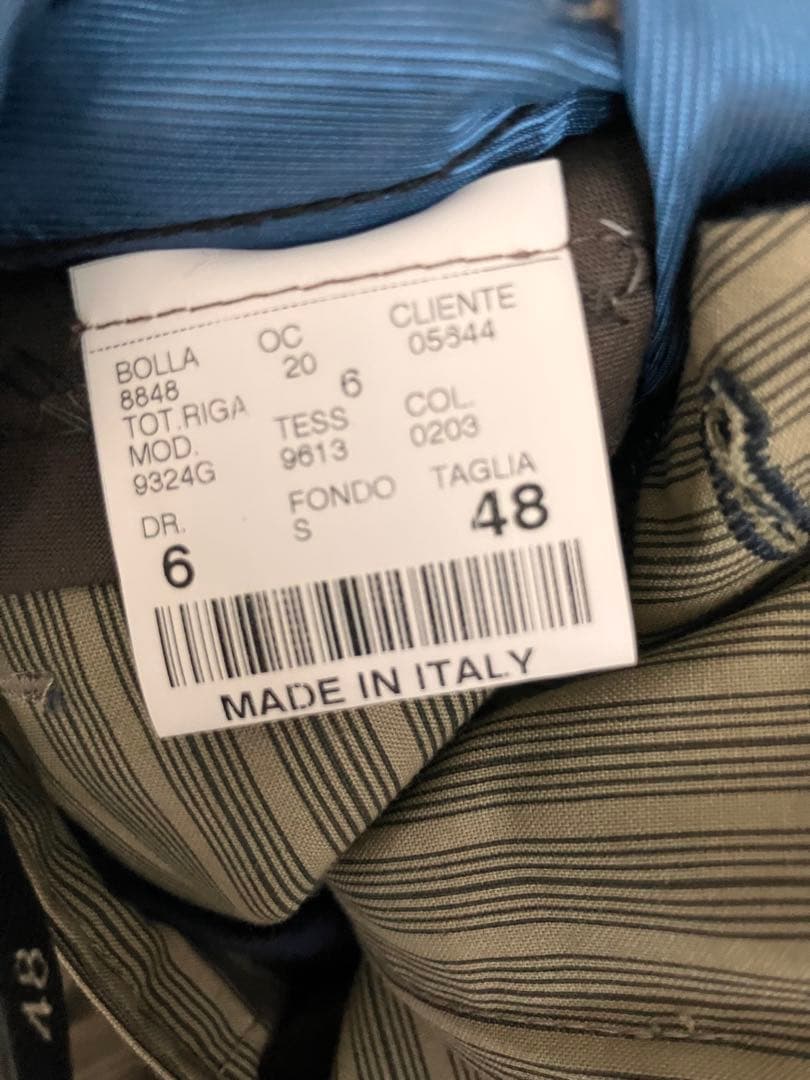 BOLLA OC CLIENTE
8848 20 05844
TOT.RIGA 6
MOD. TESS COL.
9324G 9613 0203
DR. FONDO TAGLIA
6 S 48
MADE IN ITALY
48